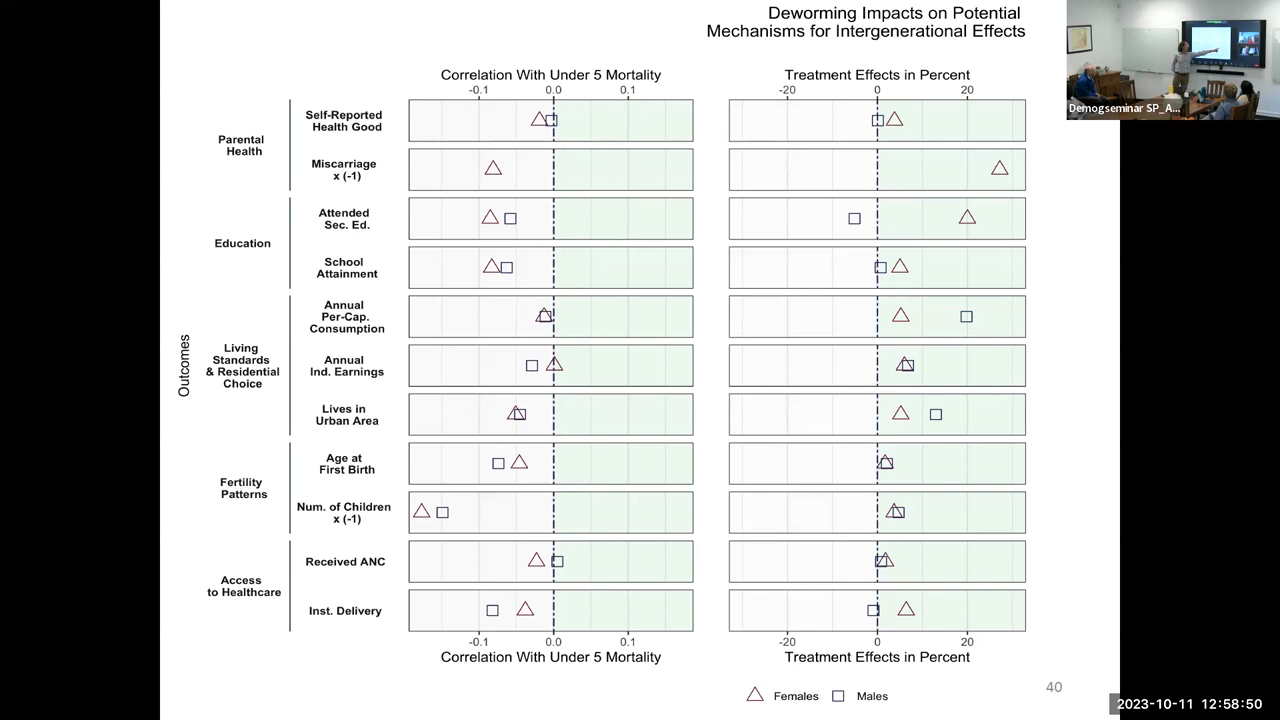 Deworming Impacts on Potential
Mechanisms for Intergenerational Effects
Demogseminar SP_A...
Correlation With Under 5 Mortality
Treatment Effects in Percent
-0.1 0.0 0.1
-20 0 20
Outcomes
Parental
Health
Self-Reported
Health Good
Miscarriage
x (-1)
Education
Attended
Sec. Ed.
School
Attainment
Living
Standards
& Residential
Choice
Annual
Per-Cap.
Consumption
Annual
Ind. Earnings
Lives in
Urban Area
Fertility
Patterns
Age at
First Birth
Num. of Children
x (-1)
Access
to Healthcare
Received ANC
Inst. Delivery
-0.1 0.0 0.1
-20 0 20
Correlation With Under 5 Mortality
Treatment Effects in Percent
Females Males
40
2023-10-11 12:58:50